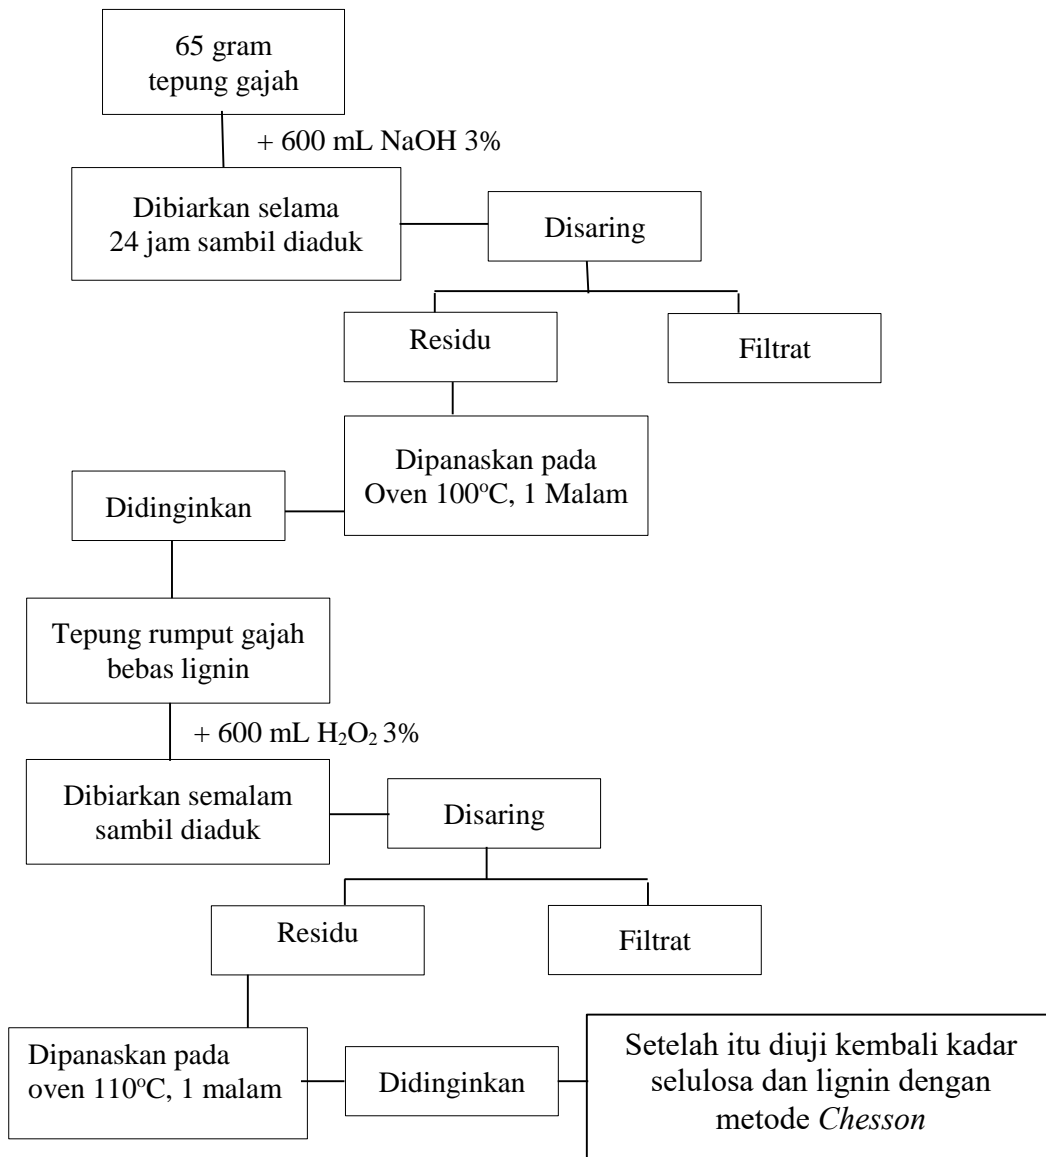 65 gram
tepung gajah
+ 600 mL NaOH 3%
Dibiarkan selama
24 jam sambil diaduk
Disaring
Residu
Filtrat
Dipanaskan pada
Oven 100ºC, 1 Malam
Didinginkan
Tepung rumput gajah
bebas lignin
+ 600 mL H₂O₂ 3%
Dibiarkan semalam
sambil diaduk
Disaring
Residu
Filtrat
Dipanaskan pada
oven 110ºC, 1 malam
Didinginkan
Setelah itu diuji kembali kadar
selulosa dan lignin dengan
metode Chesson